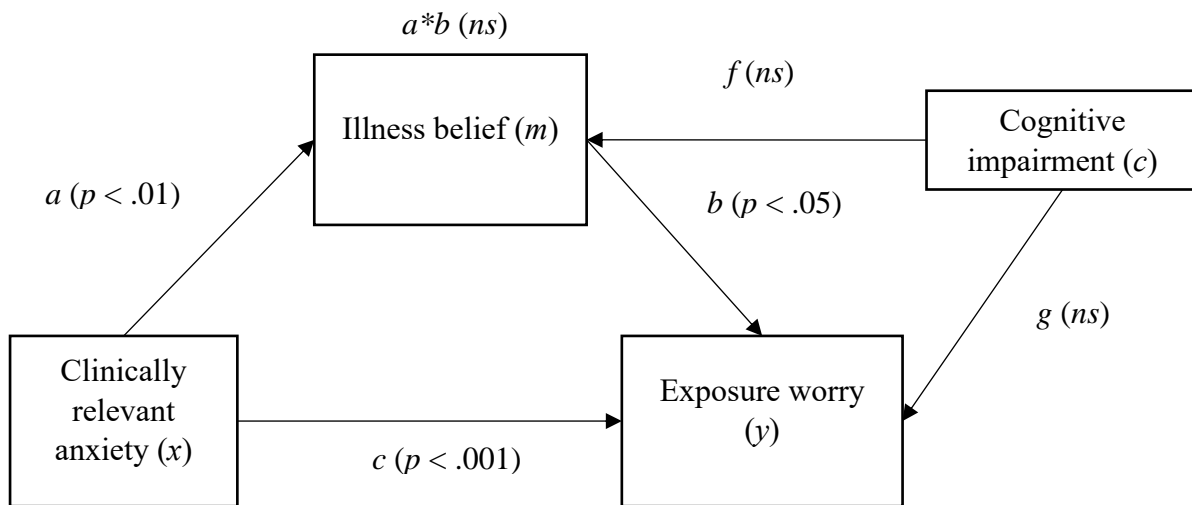 a*b (ns)
f (ns)
Illness belief (m)
Cognitive
impairment (c)
a (p < .01)
b (p < .05)
g (ns)
Clinically
relevant
anxiety (x)
Exposure worry
(y)
c (p < .001)